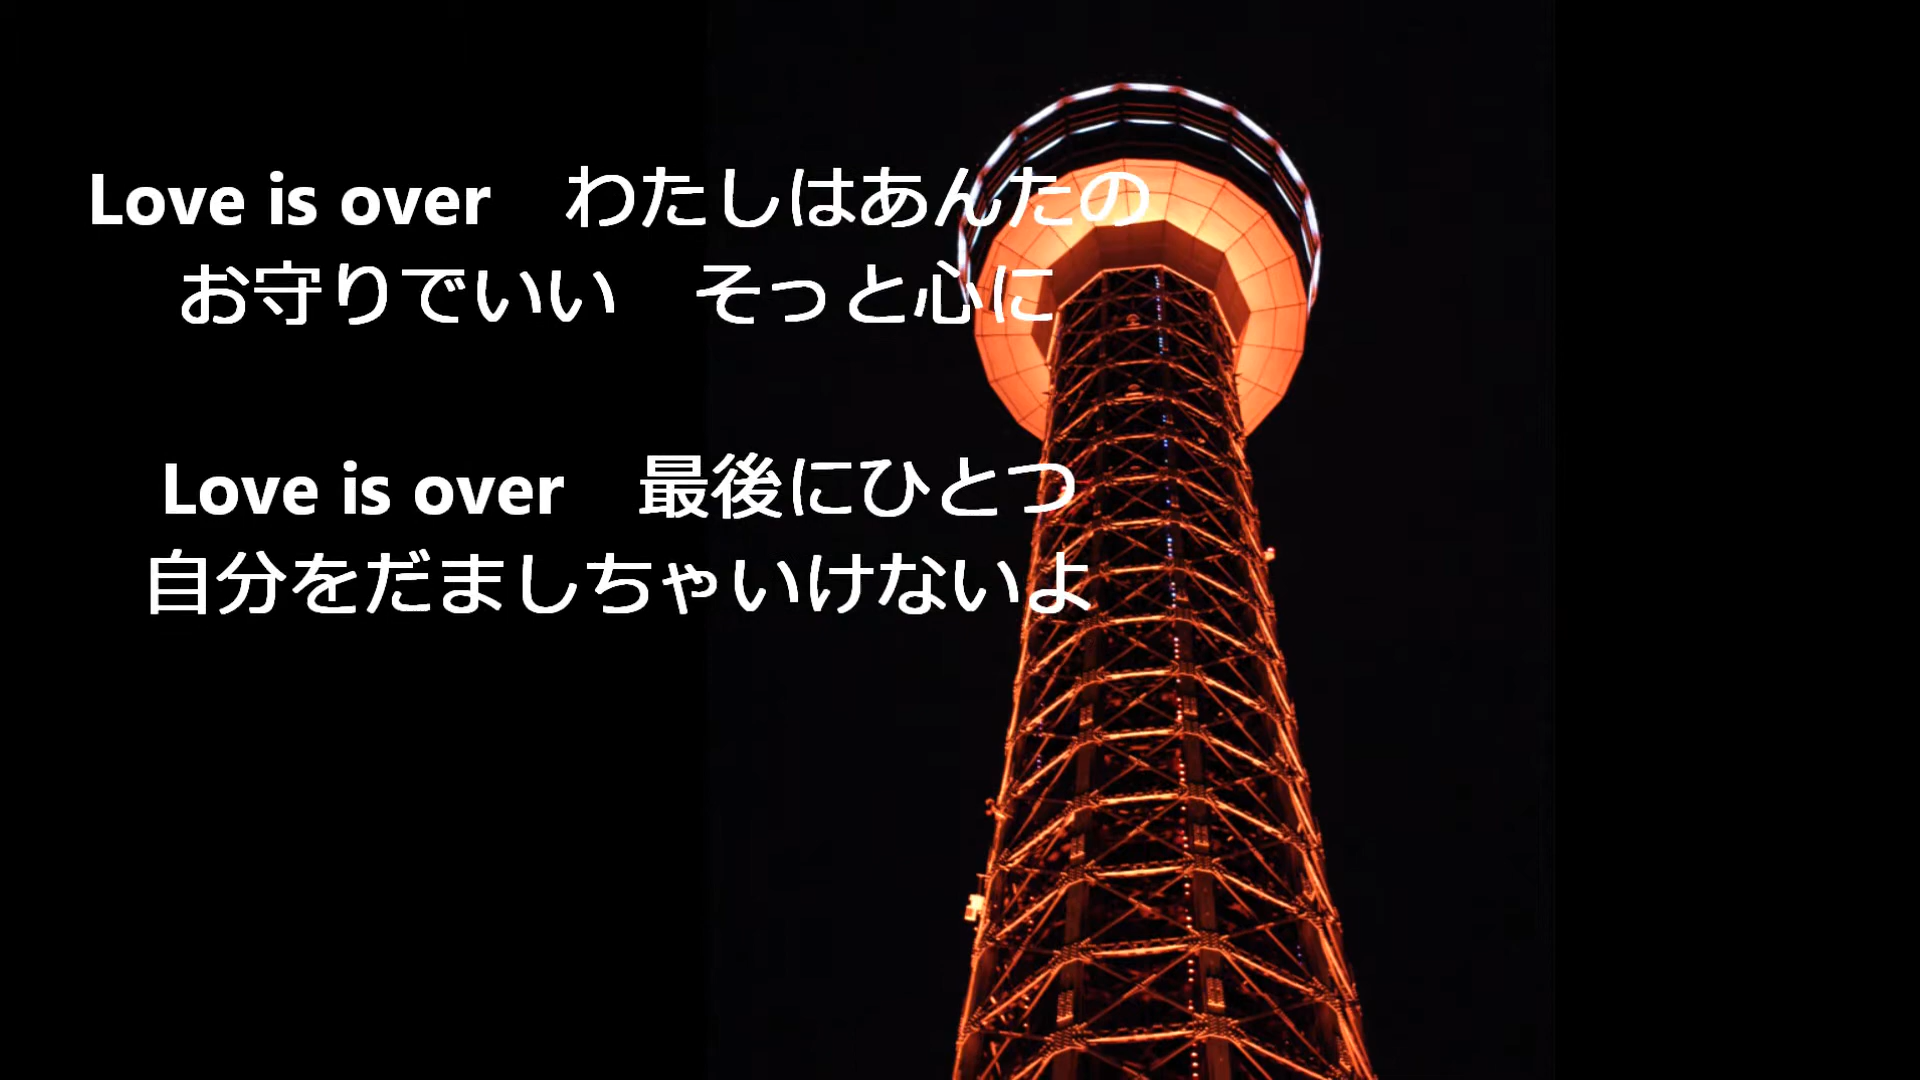 Love is over　わたしはあんたの
お守りでいい　そっと心に
Love is over　最後にひとつ
自分をだましちゃいけないよ